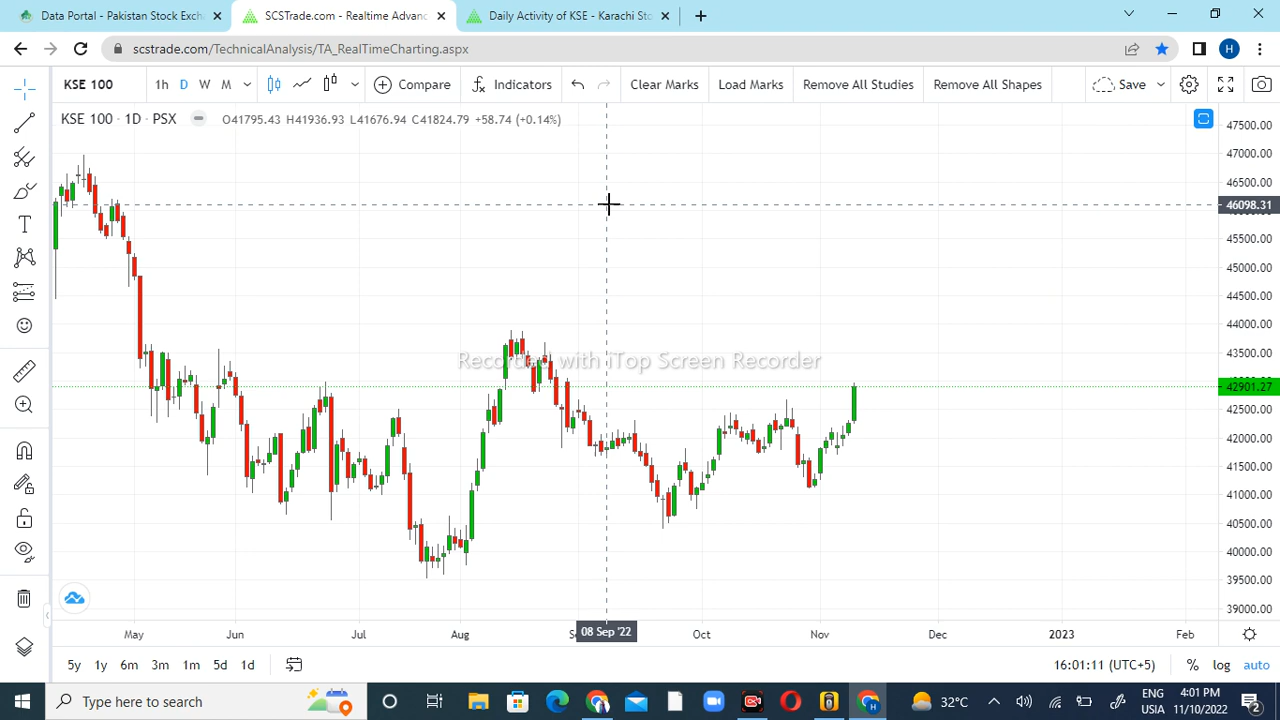 Data Portal - Pakistan Stock Exch
SCSTrade.com - Realtime Advanc
Daily Activity of KSE - Karachi Sto
scstrade.com/TechnicalAnalysis/TA_RealTimeCharting.aspx
H
KSE 100
1h D W M
Compare
Indicators
Clear Marks
Load Marks
Remove All Studies
Remove All Shapes
Save
KSE 100 · 1D · PSX
O41795.43 H41936.93 L41676.94 C41824.79 +58.74 (+0.14%)
47500.00
47000.00
46500.00
46098.31
45500.00
45000.00
44500.00
44000.00
43500.00
42901.27
42500.00
42000.00
41500.00
41000.00
40500.00
40000.00
39500.00
39000.00
Recorded with iTop Screen Recorder
May Jun Jul Aug 08 Sep '22 Oct Nov Dec 2023 Feb
5y 1y 6m 3m 1m 5d 1d
16:01:11 (UTC+5) % log auto
Type here to search
32°C
ENG
USIA
4:01 PM
11/10/2022
2